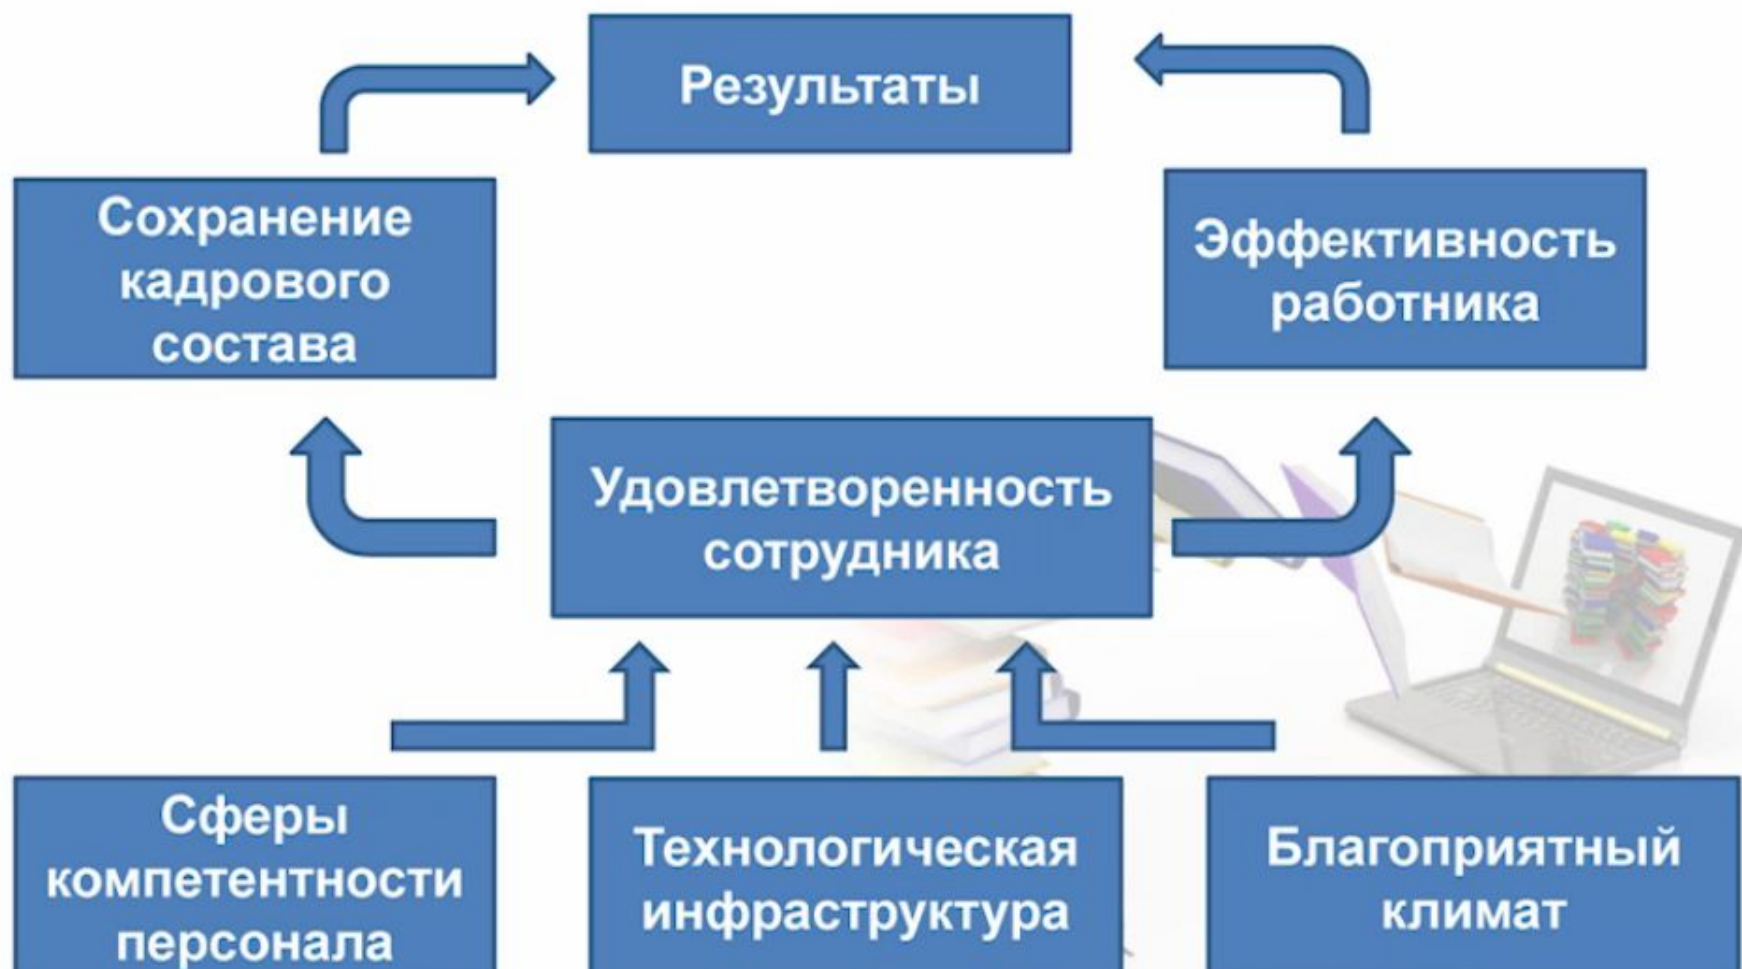 Результаты
Сохранение
кадрового
состава
Эффективность
работника
Удовлетворенность
сотрудника
Сферы
компетентности
персонала
Технологическая
инфраструктура
Благоприятный
климат